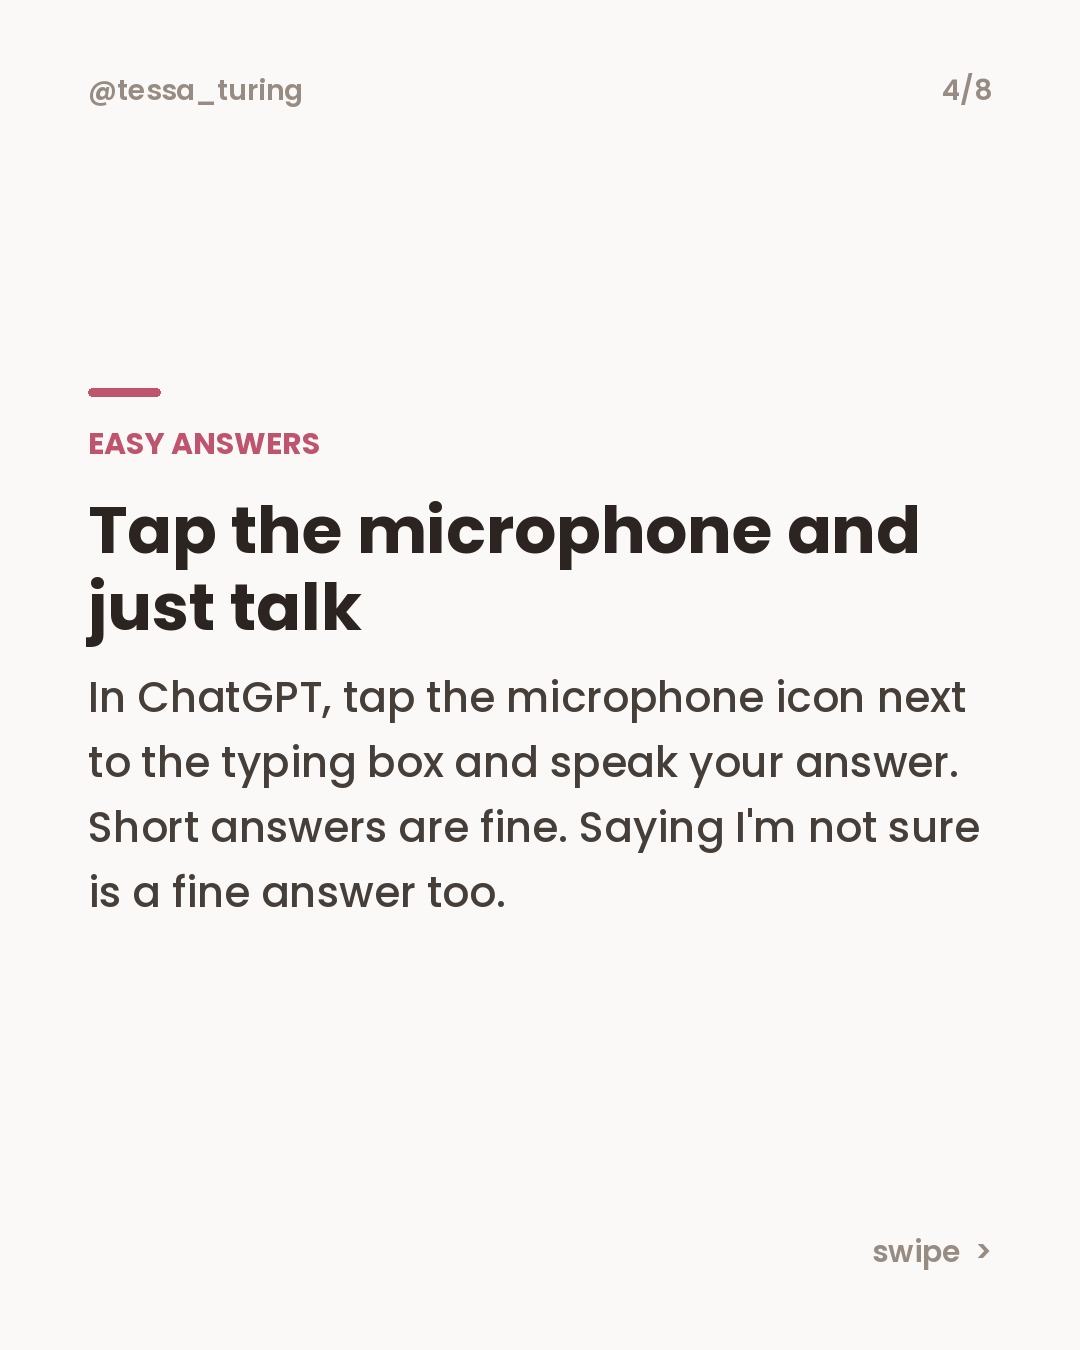 @tessa_turing
4/8
EASY ANSWERS
Tap the microphone and
just talk
In ChatGPT, tap the microphone icon next
to the typing box and speak your answer.
Short answers are fine. Saying I'm not sure
is a fine answer too.
swipe >